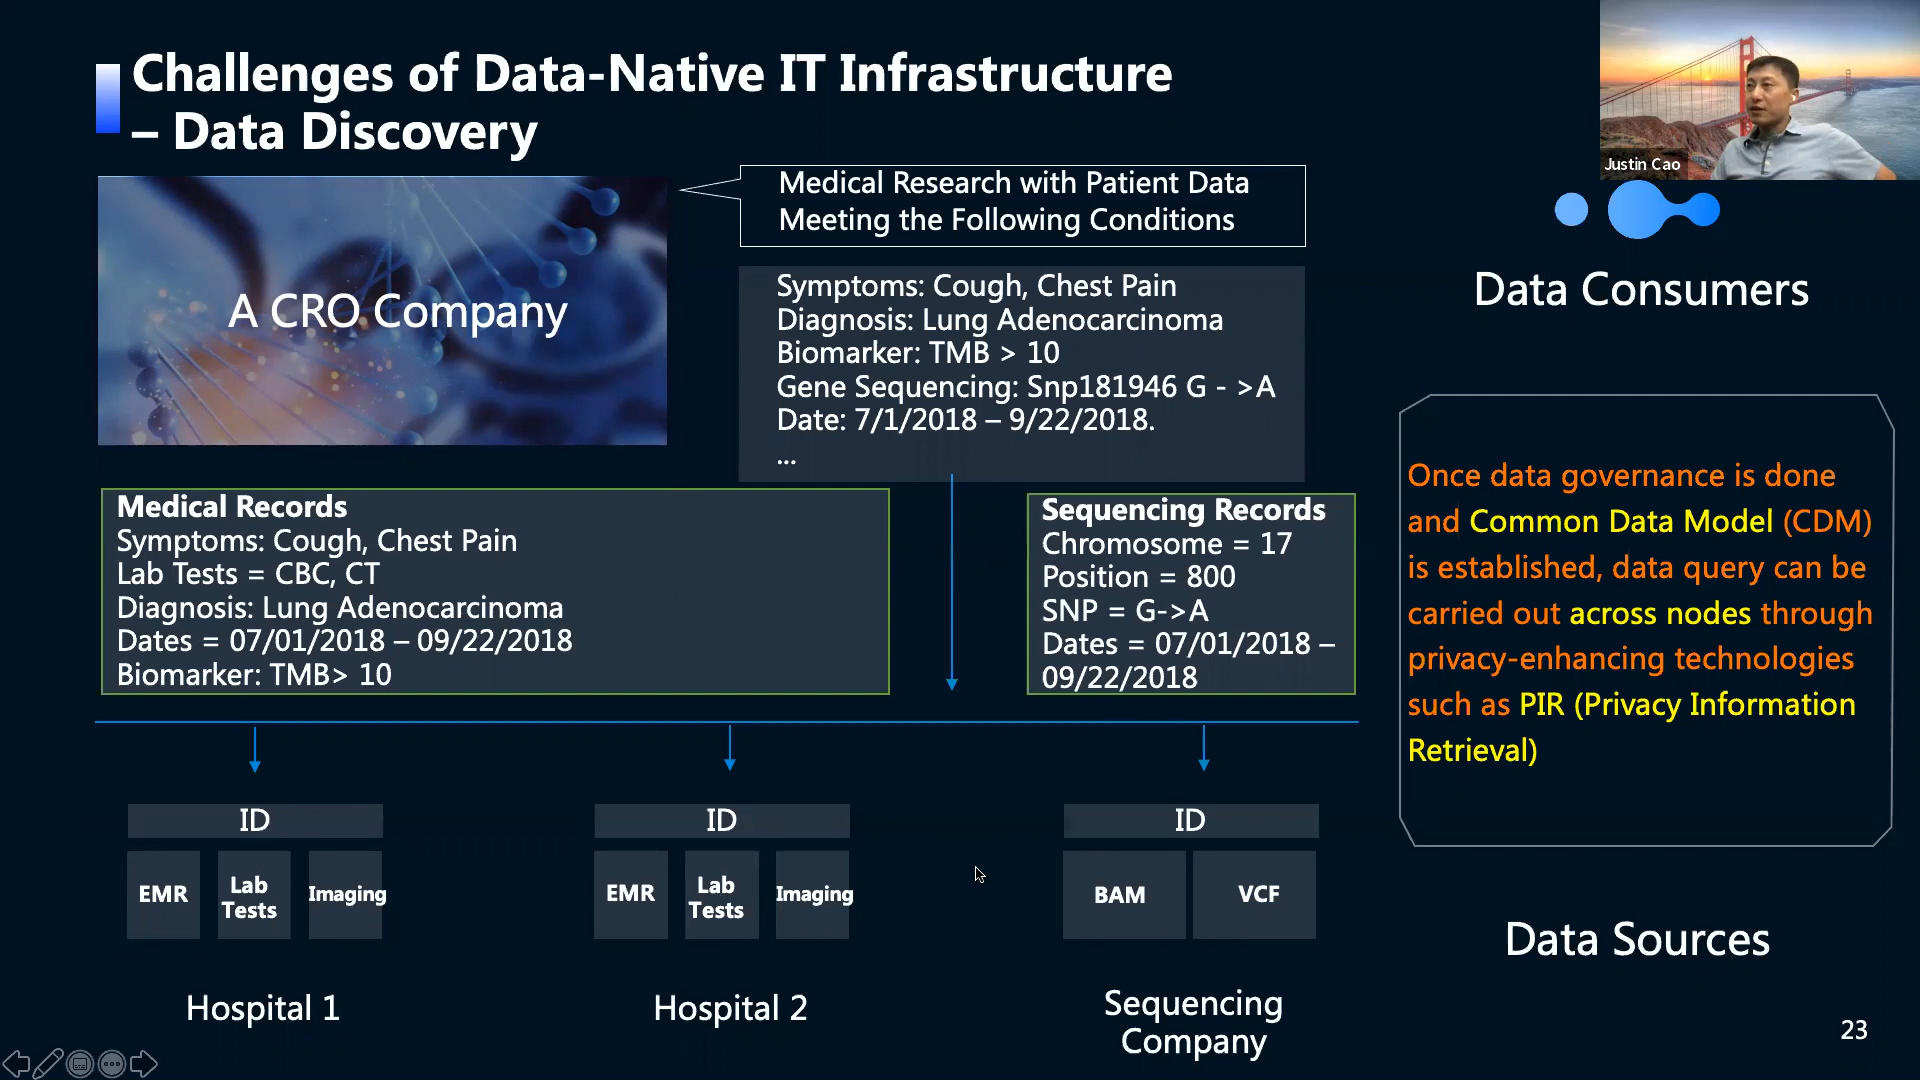 Challenges of Data-Native IT Infrastructure
– Data Discovery
Justin Cao
A CRO Company
Medical Research with Patient Data
Meeting the Following Conditions
Symptoms: Cough, Chest Pain
Diagnosis: Lung Adenocarcinoma
Biomarker: TMB > 10
Gene Sequencing: Snp181946 G - >A
Date: 7/1/2018 – 9/22/2018.
...
Data Consumers
Medical Records
Symptoms: Cough, Chest Pain
Lab Tests = CBC, CT
Diagnosis: Lung Adenocarcinoma
Dates = 07/01/2018 – 09/22/2018
Biomarker: TMB> 10
Sequencing Records
Chromosome = 17
Position = 800
SNP = G->A
Dates = 07/01/2018 –
09/22/2018
Once data governance is done
and Common Data Model (CDM)
is established, data query can be
carried out across nodes through
privacy-enhancing technologies
such as PIR (Privacy Information
Retrieval)
ID
EMR
Lab
Tests
Imaging
Hospital 1
ID
EMR
Lab
Tests
Imaging
Hospital 2
ID
BAM
VCF
Sequencing
Company
Data Sources
23